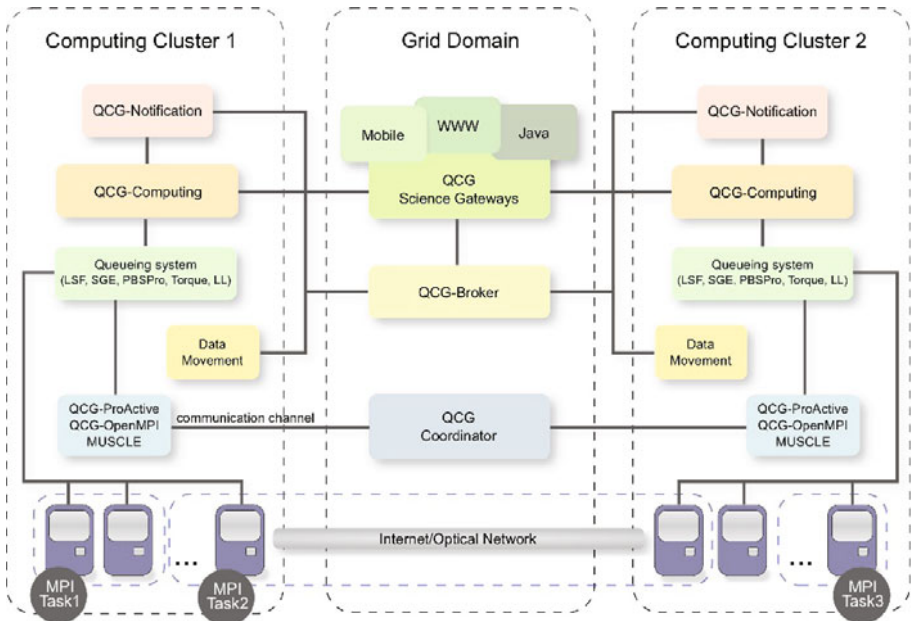 Computing Cluster 1
QCG-Notification
QCG-Computing
Queueing system
(LSF, SGE, PBSPro, Torque, LL)
Data
Movement
QCG-ProActive
QCG-OpenMPI
MUSCLE
communication channel
...
MPI
Task1
MPI
Task2
Grid Domain
Mobile
WWW
Java
QCG
Science Gateways
QCG-Broker
QCG
Coordinator
Internet/Optical Network
Computing Cluster 2
QCG-Notification
QCG-Computing
Queueing system
(LSF, SGE, PBSPro, Torque, LL)
Data
Movement
QCG-ProActive
QCG-OpenMPI
MUSCLE
...
MPI
Task3